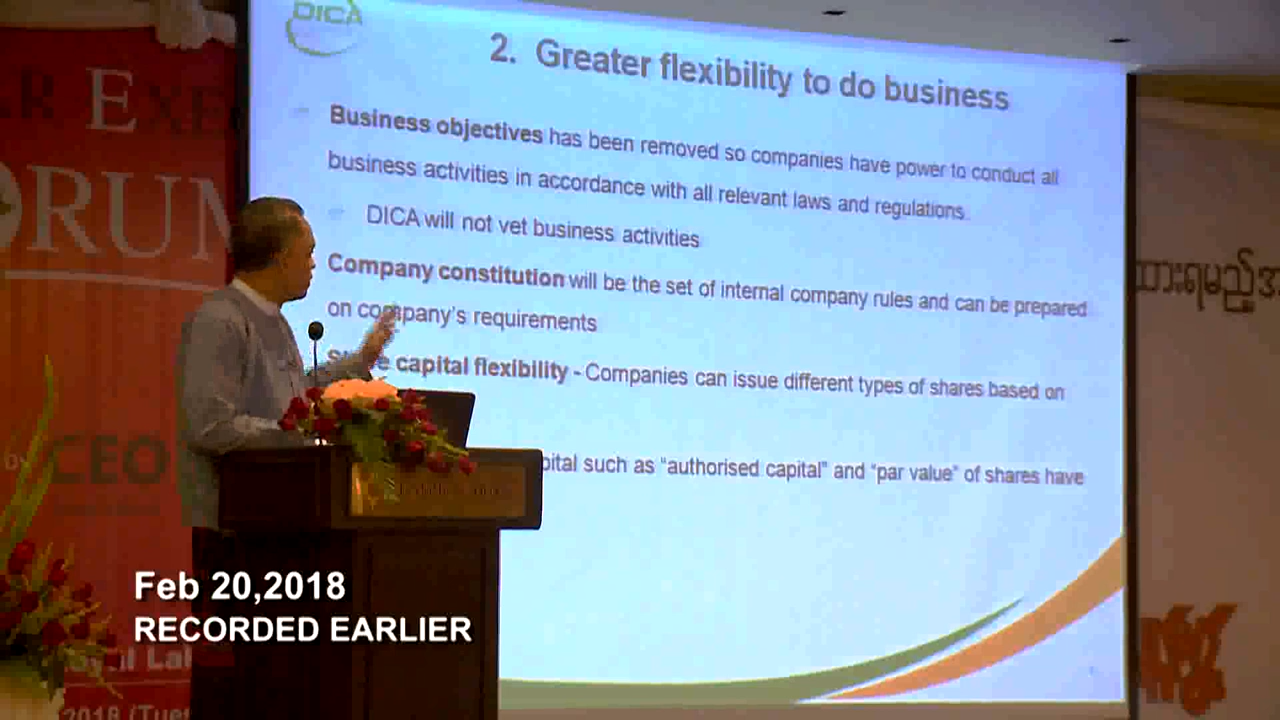 DICA
2. Greater flexibility to do business
Business objectives has been removed so companies have power to conduct all
business activities in accordance with all relevant laws and regulations.
DICA will not vet business activities
Company constitution will be the set of internal company rules and can be prepared
on company's requirements
capital flexibility - Companies can issue different types of shares based on
such as "authorised capital" and "par value" of shares have
CEO
Feb 20,2018
RECORDED EARLIER
2018